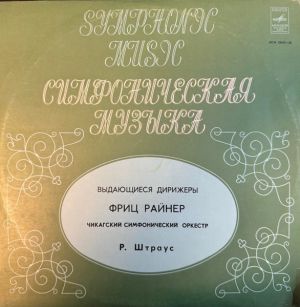 SYMPHONIC
MUSIC
СИМФОНИЧЕСКАЯ
МУЗЫКА
ВЫДАЮЩИЕСЯ ДИРИЖЕРЫ
ФРИЦ РАЙНЕР
ЧИКАГСКИЙ СИМФОНИЧЕСКИЙ ОРКЕСТР
Р. Штраус